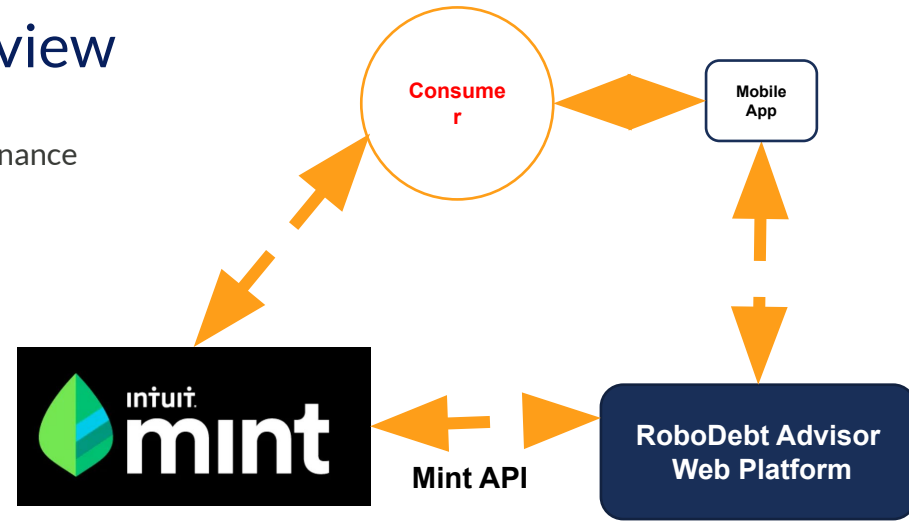 view
nance
Consume
r
Mobile
App
intuit
mint
Mint API
RoboDebt Advisor
Web Platform